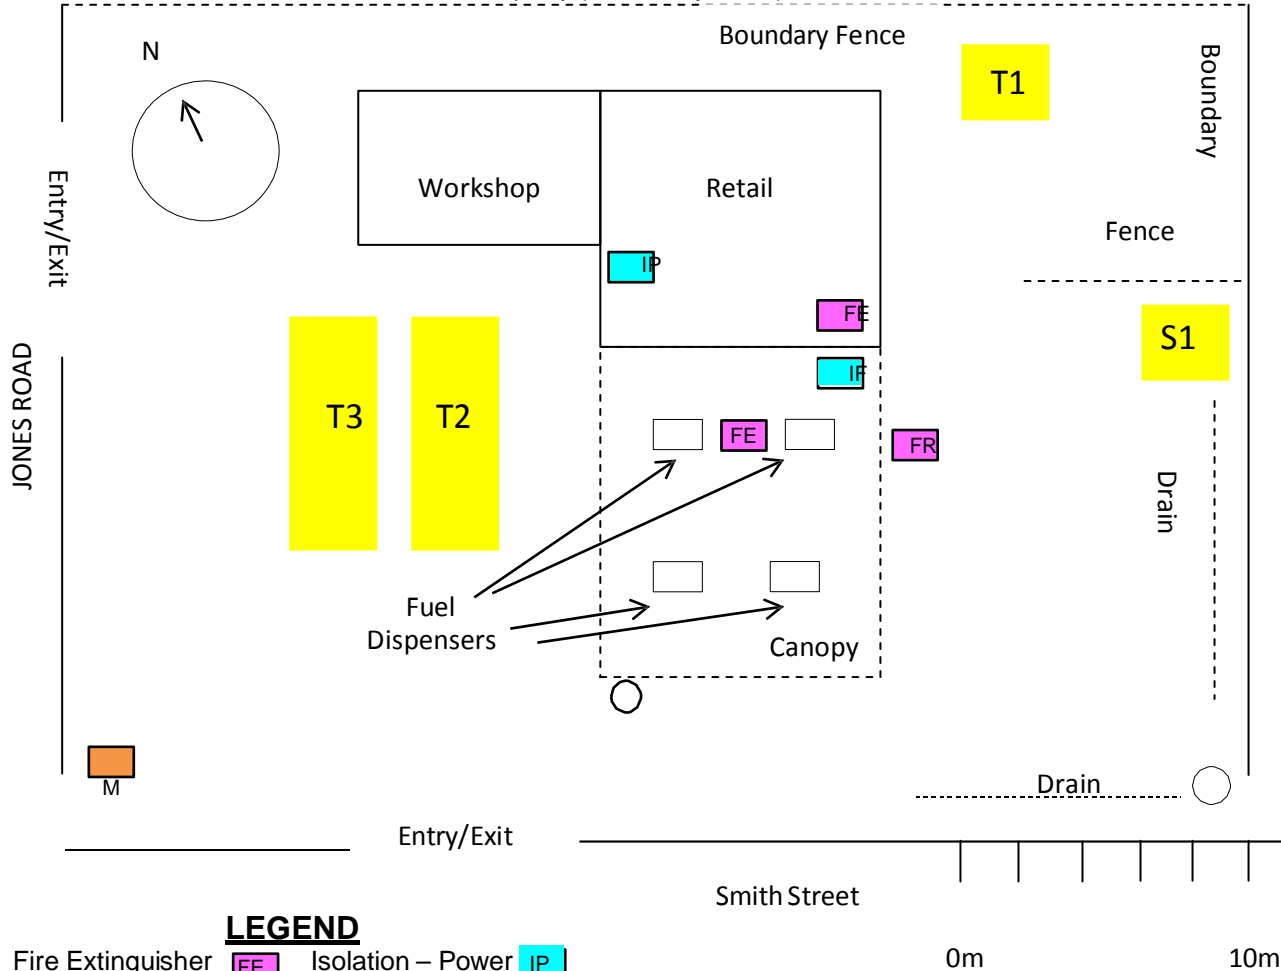 Boundary Fence
N
T1
Boundary
Workshop
Retail
Entry/Exit
Fence
IP
FE
S1
IF
JONES ROAD
T3
T2
FE
FR
Drain
Fuel
Dispensers
Canopy
M
Drain
Entry/Exit
Smith Street
LEGEND
Fire Extinguisher FE Isolation – Power IP
0m 10m